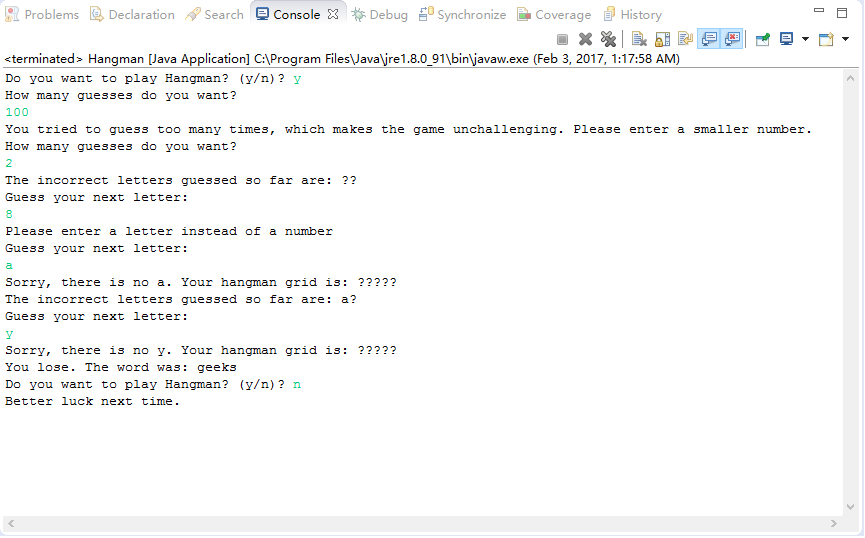 Problems Declaration Search Console Debug Synchronize Coverage History
<terminated> Hangman [Java Application] C:\Program Files\Java\jre1.8.0_91\bin\javaw.exe (Feb 3, 2017, 1:17:58 AM)
Do you want to play Hangman? (y/n)? y
How many guesses do you want?
100
You tried to guess too many times, which makes the game unchallenging. Please enter a smaller number.
How many guesses do you want?
2
The incorrect letters guessed so far are: ??
Guess your next letter:
8
Please enter a letter instead of a number
Guess your next letter:
a
Sorry, there is no a. Your hangman grid is: ?????
The incorrect letters guessed so far are: a?
Guess your next letter:
y
Sorry, there is no y. Your hangman grid is: ?????
You lose. The word was: geeks
Do you want to play Hangman? (y/n)? n
Better luck next time.